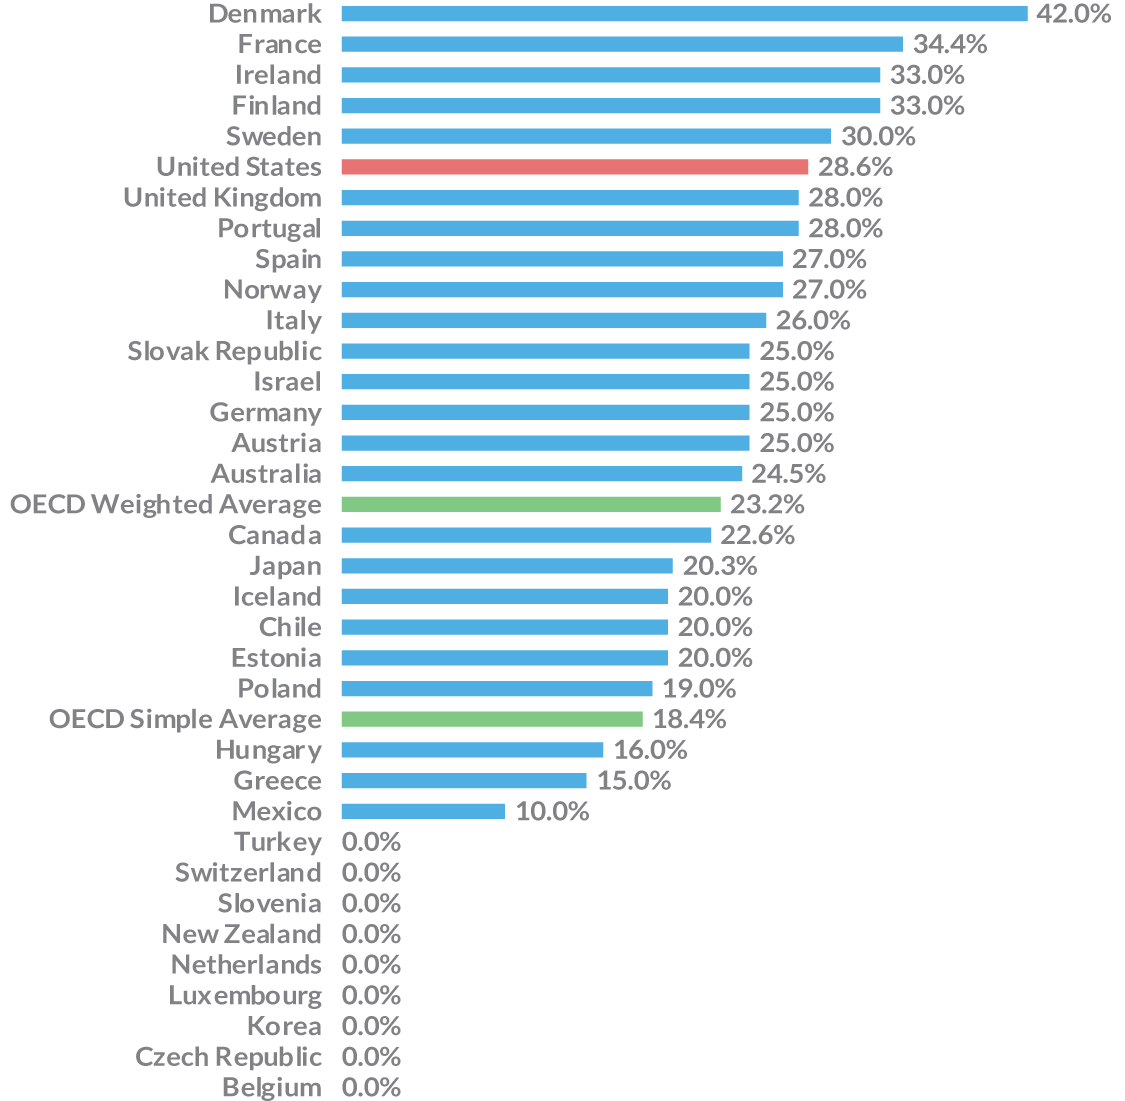 Denmark 42.0%
France 34.4%
Ireland 33.0%
Finland 33.0%
Sweden 30.0%
United States 28.6%
United Kingdom 28.0%
Portugal 28.0%
Spain 27.0%
Norway 27.0%
Italy 26.0%
Slovak Republic 25.0%
Israel 25.0%
Germany 25.0%
Austria 25.0%
Australia 24.5%
OECD Weighted Average 23.2%
Canada 22.6%
Japan 20.3%
Iceland 20.0%
Chile 20.0%
Estonia 20.0%
Poland 19.0%
OECD Simple Average 18.4%
Hungary 16.0%
Greece 15.0%
Mexico 10.0%
Turkey 0.0%
Switzerland 0.0%
Slovenia 0.0%
New Zealand 0.0%
Netherlands 0.0%
Luxembourg 0.0%
Korea 0.0%
Czech Republic 0.0%
Belgium 0.0%